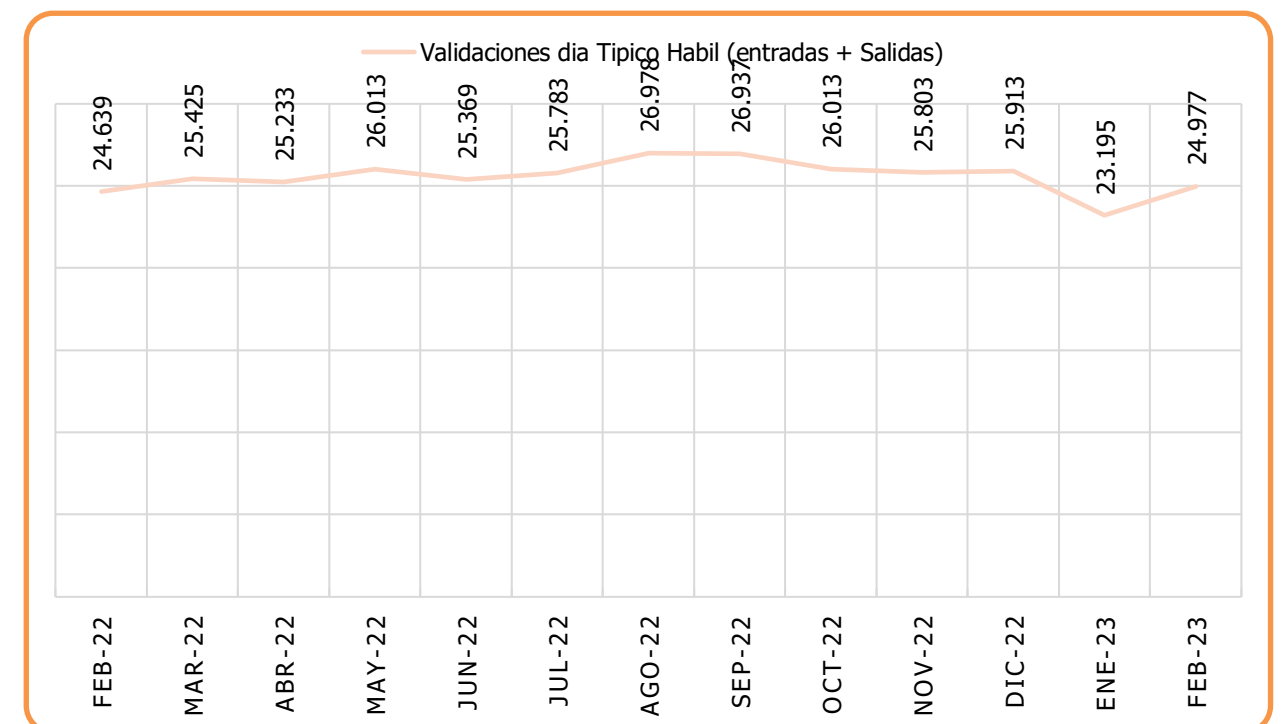 Validaciones dia Tipico Habil (entradas + Salidas)
24.639
25.425
25.233
26.013
25.369
25.783
26.978
26.937
26.013
25.803
25.913
23.195
24.977
FEB-22
MAR-22
ABR-22
MAY-22
JUN-22
JUL-22
AGO-22
SEP-22
OCT-22
NOV-22
DIC-22
ENE-23
FEB-23